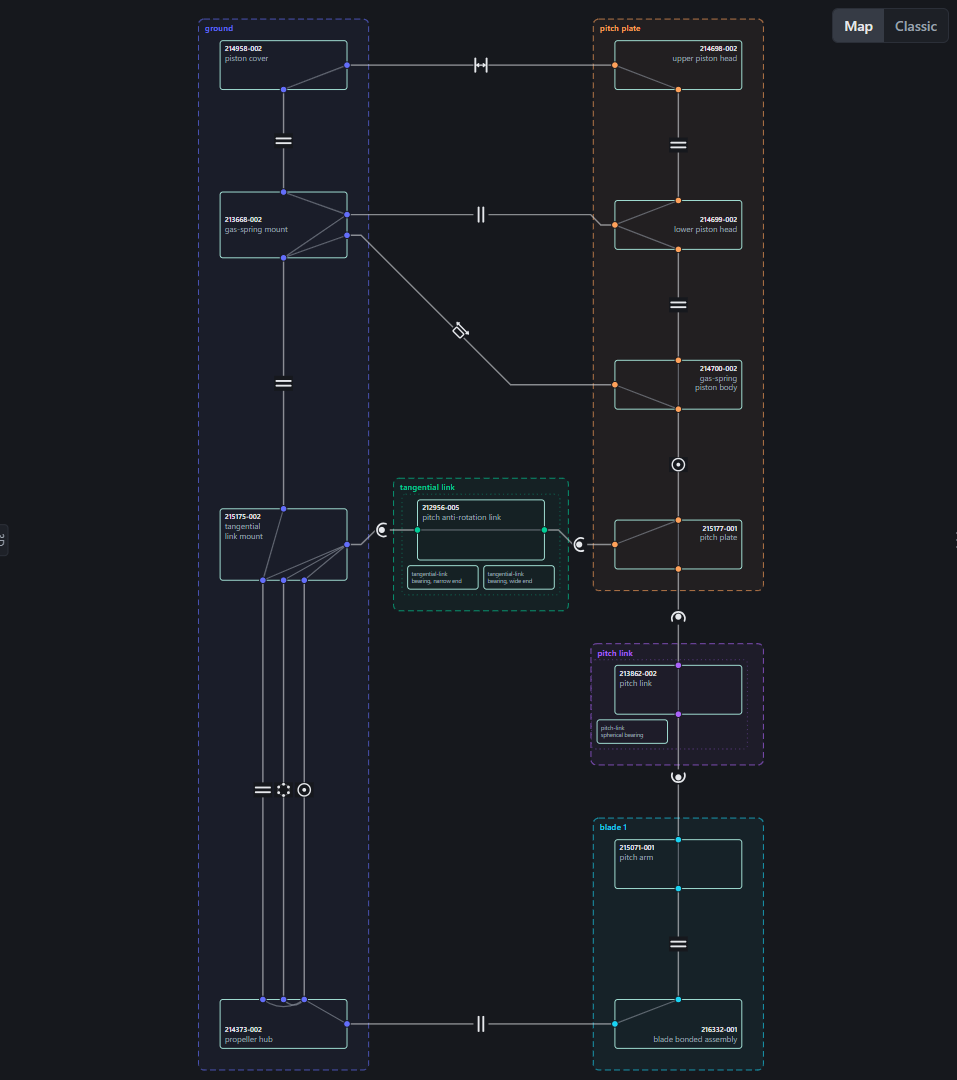 Map
Classic
ground
214958-002
piston cover
pitch plate
214698-002
upper piston head
213668-002
gas-spring mount
214699-002
lower piston head
214700-002
gas-spring
piston body
tangential link
212956-005
pitch anti-rotation link
tangential-link
bearing, narrow end
tangential-link
bearing, wide end
215175-002
tangential
link mount
215177-001
pitch plate
pitch link
213862-002
pitch link
pitch-link
spherical bearing
blade 1
215071-001
pitch arm
214373-002
propeller hub
216332-001
blade bonded assembly